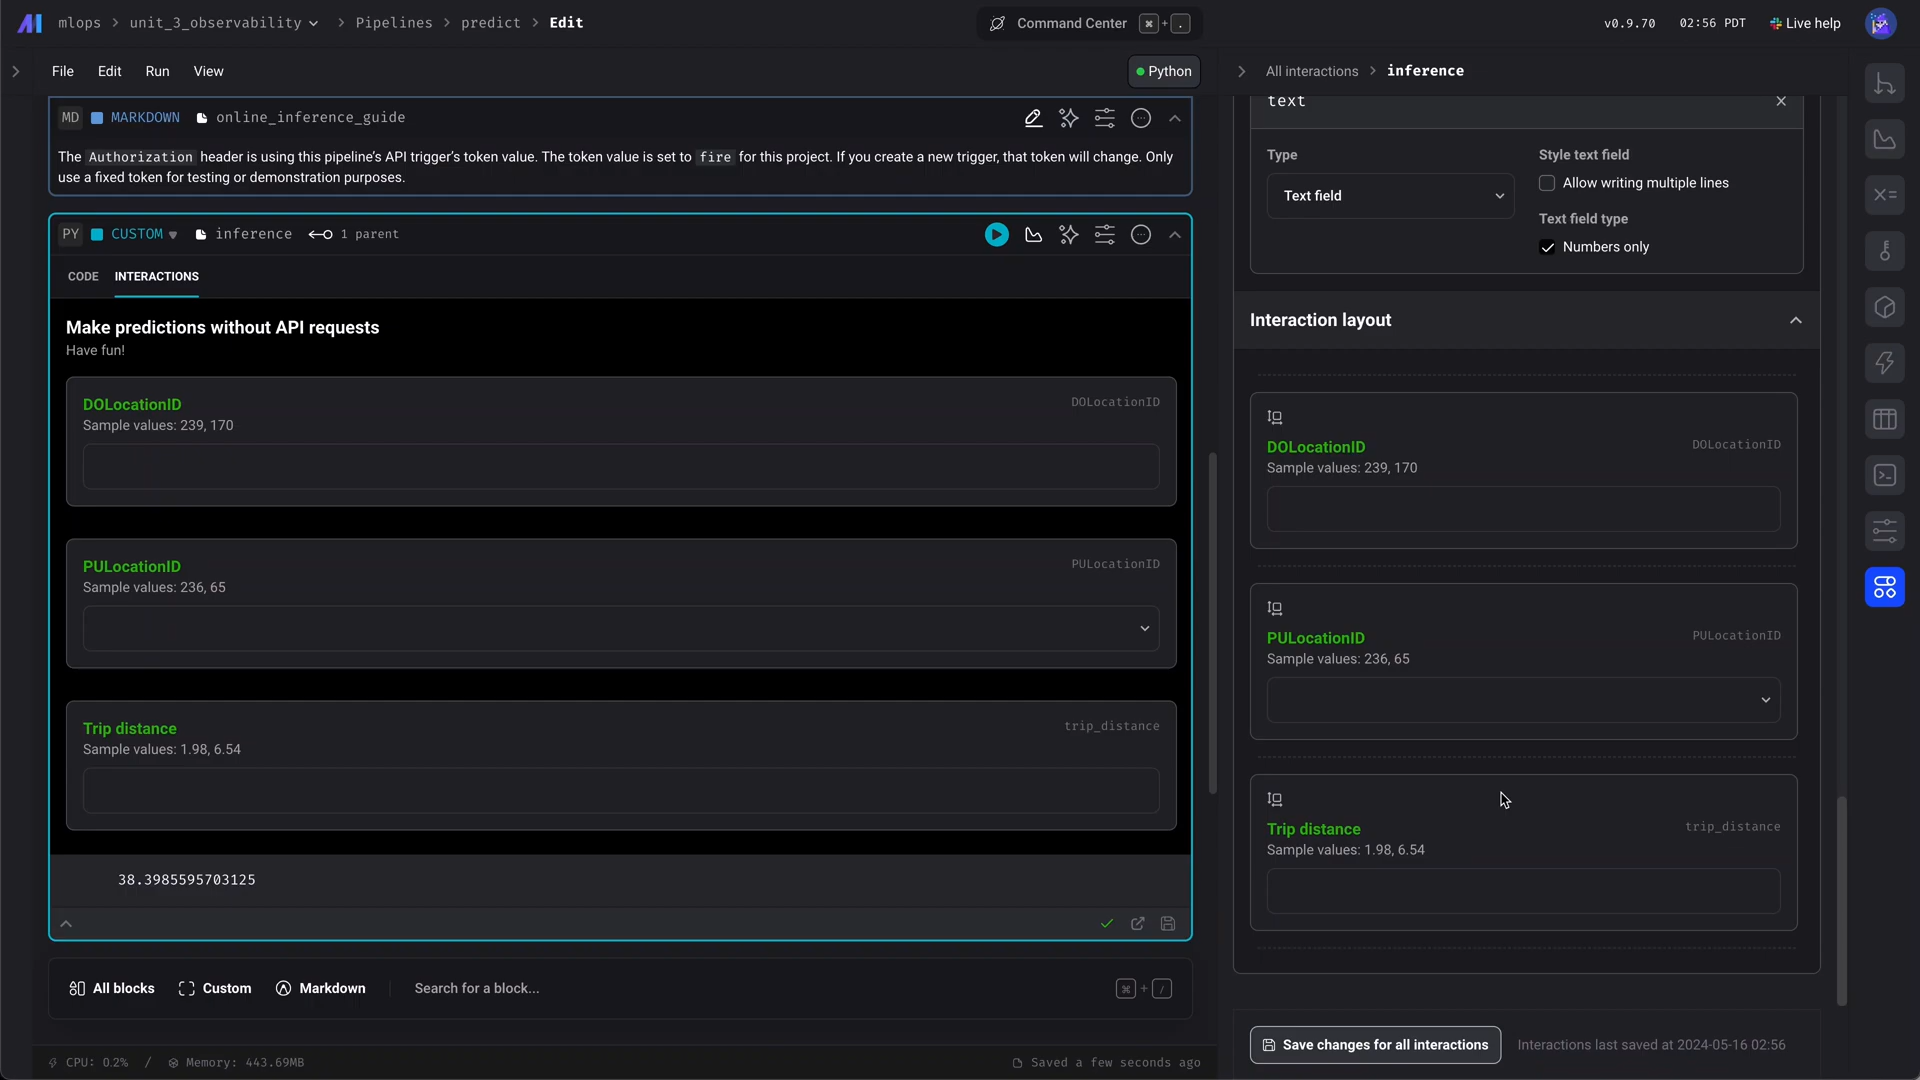 mlops > unit_3_observability > Pipelines > predict > Edit
Command Center ⌘ + .
v0.9.70 02:56 PDT Live help
File Edit Run View
Python
All interactions > inference
MD MARKDOWN online_inference_guide
The Authorization header is using this pipeline’s API trigger’s token value. The token value is set to fire for this project. If you create a new trigger, that token will change. Only
use a fixed token for testing or demonstration purposes.
PY CUSTOM inference 1 parent
CODE INTERACTIONS
Make predictions without API requests
Have fun!
DOLocationID DOLocationID
Sample values: 239, 170
PULocationID PULocationID
Sample values: 236, 65
Trip distance trip_distance
Sample values: 1.98, 6.54
38.3985595703125
All blocks Custom Markdown Search for a block... ⌘ + /
CPU: 0.2% / Memory: 443.69MB
Saved a few seconds ago
text
Type
Text field
Style text field
Allow writing multiple lines
Text field type
Numbers only
Interaction layout
DOLocationID DOLocationID
Sample values: 239, 170
PULocationID PULocationID
Sample values: 236, 65
Trip distance trip_distance
Sample values: 1.98, 6.54
Save changes for all interactions Interactions last saved at 2024-05-16 02:56